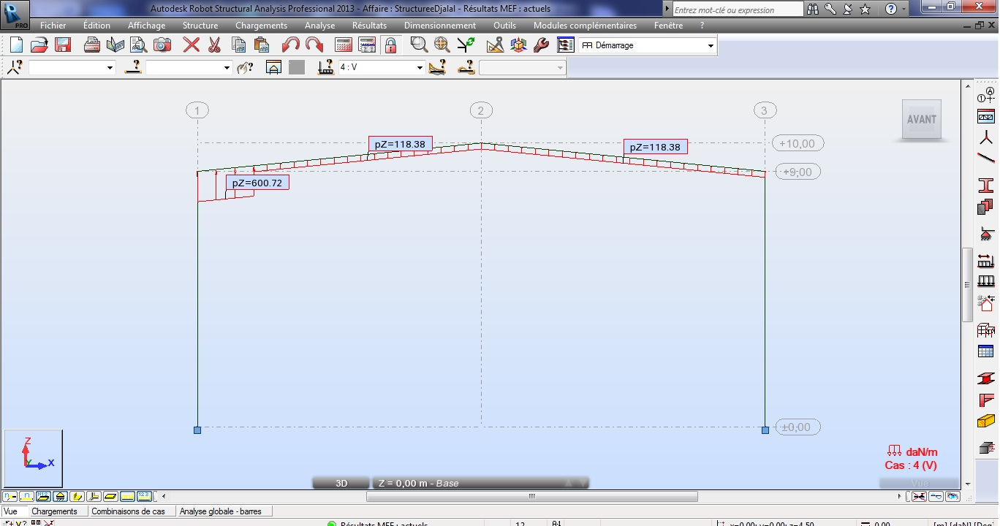 Autodesk Robot Structural Analysis Professional 2013 - Affaire : StructureeDjalal - Résultats MEF : actuels
Entrez mot-clé ou expression
PRO
Fichier Édition Affichage Structure Chargements Analyse Résultats Dimensionnement Outils Modules complémentaires Fenêtre ?
Démarrage
4 : V
1 2 3
AVANT
pZ=118.38
pZ=118.38
+10,00
+9,00
pZ=600.72
±0,00
Z
Y
X
daN/m
Cas : 4 (V)
3D
Z = 0,00 m - Base
Vue
Vue Chargements Combinaisons de cas Analyse globale - barres
Résultats MEF : actuels
12
x=0.00; y=0.00; z=4.50
0.00